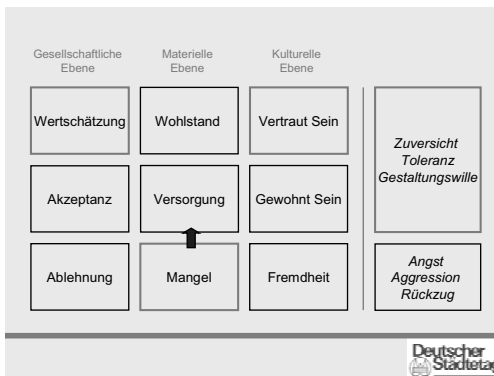 Gesellschaftliche
Ebene
Materielle
Ebene
Kulturelle
Ebene
Wertschätzung
Wohlstand
Vertraut Sein
Zuversicht
Toleranz
Gestaltungswille
Akzeptanz
Versorgung
Gewohnt Sein
Ablehnung
Mangel
Fremdheit
Angst
Aggression
Rückzug
Deutscher
Städtetag